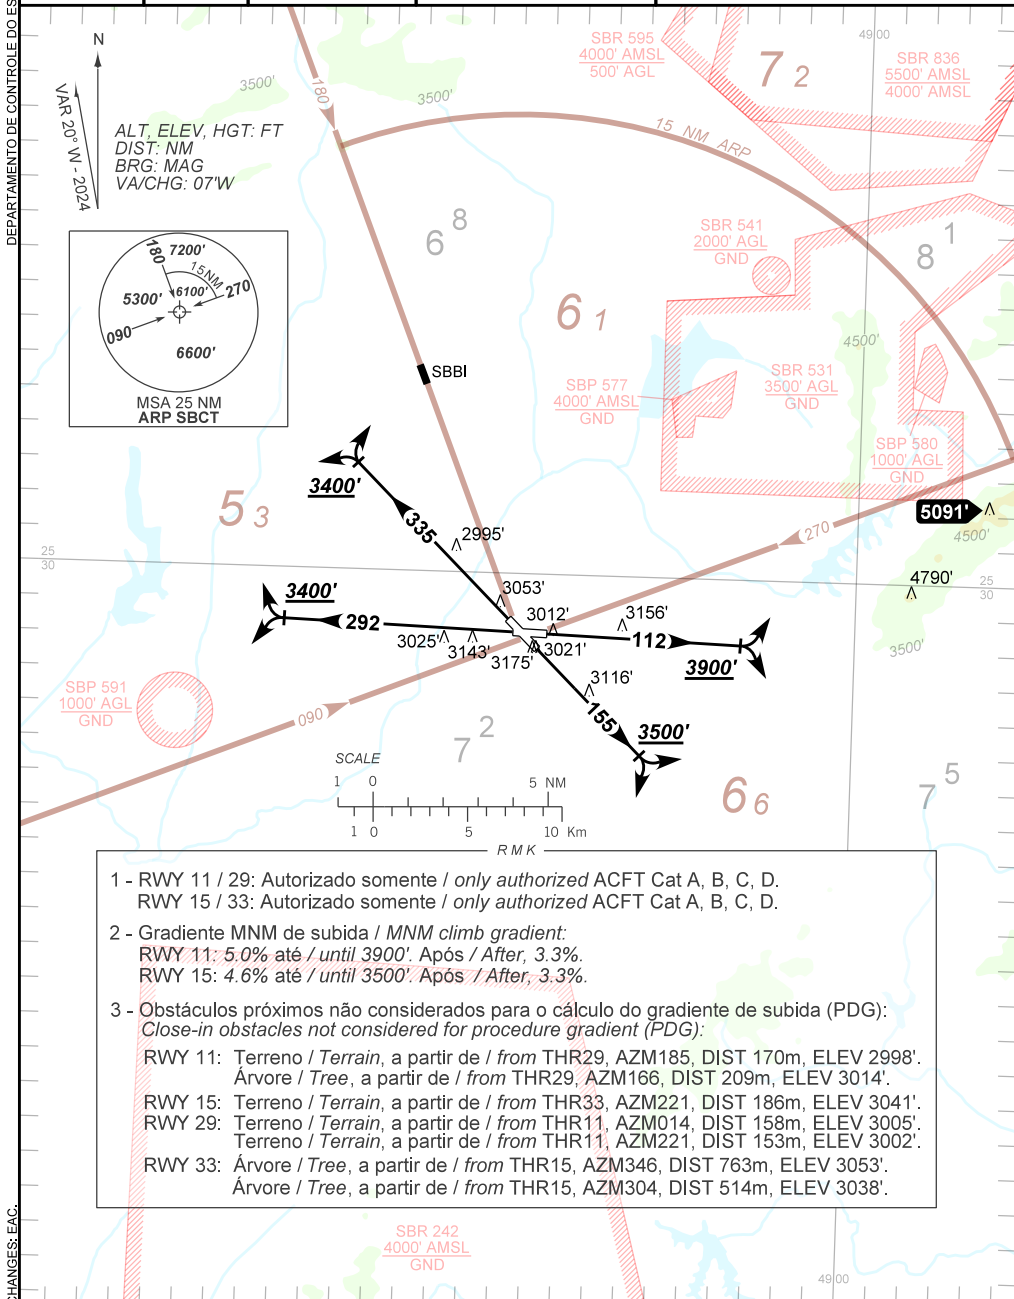 DEPARTAMENTO DE CONTROLE DO ES
N
VAR 20° W - 2024
ALT, ELEV, HGT: FT
DIST: NM
BRG: MAG
VA/CHG: 07'W
3500'
3500'
180
15 NM ARP
SBR 595
4000' AMSL
500' AGL
7 2
49 00
SBR 836
5500' AMSL
4000' AMSL
180
7200'
15NM
6100'
270
5300'
090
6600'
MSA 25 NM
ARP SBCT
6 8
SBR 541
2000' AGL
GND
8 1
6 1
4500'
SBBI
SBP 577
4000' AMSL
GND
SBR 531
3500' AGL
GND
SBP 580
1000' AGL
GND
3400'
5 3
335
2995'
270
5091'
4500'
25
30
4790'
25
30
3400'
3053'
292
3012'
3156'
3025'
3143'
3175'
3021'
112
3900'
3500'
SBP 591
1000' AGL
GND
3116'
155
3500'
090
7 2
SCALE
1 0 5 NM
1 0 5 10 Km
6 6
7 5
RMK
1 - RWY 11 / 29: Autorizado somente / only authorized ACFT Cat A, B, C, D.
RWY 15 / 33: Autorizado somente / only authorized ACFT Cat A, B, C, D.
2 - Gradiente MNM de subida / MNM climb gradient:
RWY 11: 5.0% até / until 3900'. Após / After, 3.3%.
RWY 15: 4.6% até / until 3500'. Após / After, 3.3%.
3 - Obstáculos próximos não considerados para o cálculo do gradiente de subida (PDG):
Close-in obstacles not considered for procedure gradient (PDG):
RWY 11: Terreno / Terrain, a partir de / from THR29, AZM185, DIST 170m, ELEV 2998'.
Árvore / Tree, a partir de / from THR29, AZM166, DIST 209m, ELEV 3014'.
RWY 15: Terreno / Terrain, a partir de / from THR33, AZM221, DIST 186m, ELEV 3041'.
RWY 29: Terreno / Terrain, a partir de / from THR11, AZM014, DIST 158m, ELEV 3005'.
Terreno / Terrain, a partir de / from THR11, AZM221, DIST 153m, ELEV 3002'.
RWY 33: Árvore / Tree, a partir de / from THR15, AZM346, DIST 763m, ELEV 3053'.
Árvore / Tree, a partir de / from THR15, AZM304, DIST 514m, ELEV 3038'.
SBR 242
4000' AMSL
GND
49 00
CHANGES: EAC.